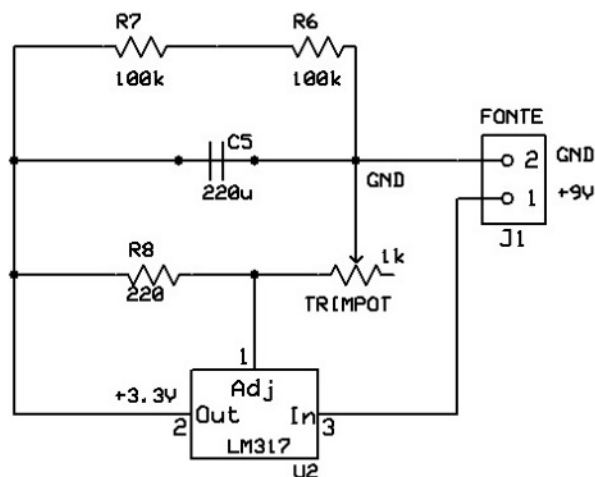 R7
R6
100k
100k
FONTE
C5
2
GND
220u
GND
1
+9V
J1
R8
1k
220
TRIMPOT
1
+3.3V
Adj
2
Out
In
3
LM317
U2